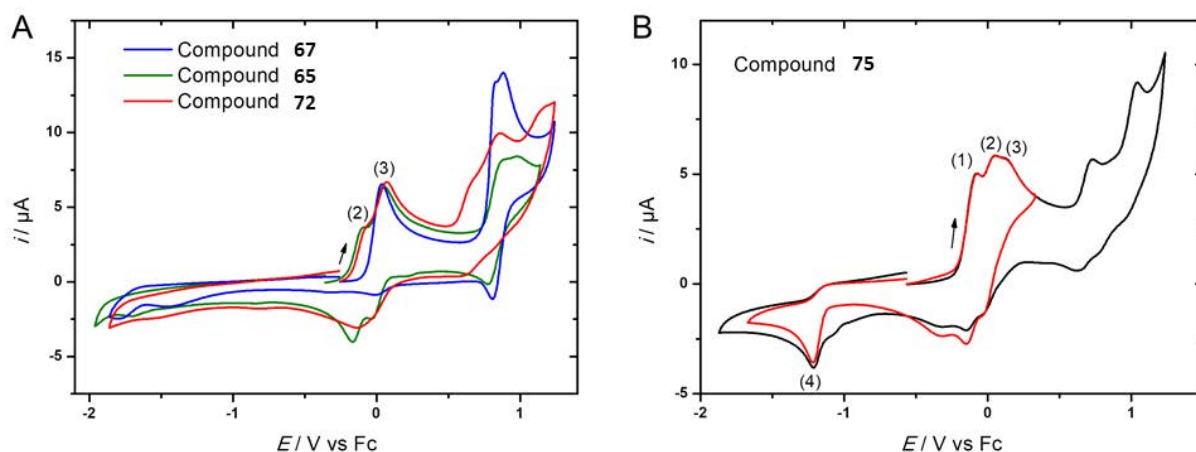 A
Compound 67
Compound 65
Compound 72
(2)
(3)
i / µA
15
10
5
0
-5
-2
-1
0
1
E / V vs Fc
B
Compound 75
(1)
(2)
(3)
(4)
i / µA
10
5
0
-5
-2
-1
0
1
E / V vs Fc